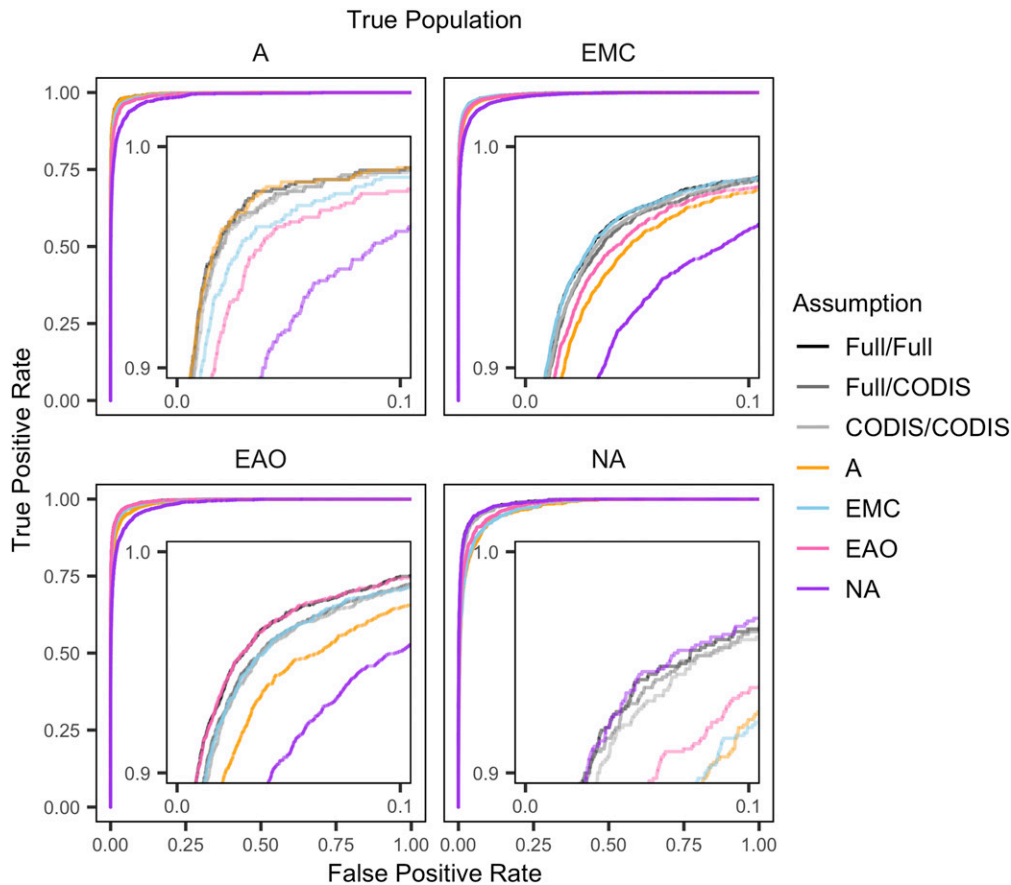 True Population
A
EMC
1.00
0.75
0.50
0.25
0.00
1.0
0.9
0.0
0.1
1.0
0.9
0.0
0.1
EAO
NA
1.00
0.75
0.50
0.25
0.00
1.0
0.9
0.0
0.1
1.0
0.9
0.0
0.1
0.00
0.25
0.50
0.75
1.00
0.00
0.25
0.50
0.75
1.00
False Positive Rate
True Positive Rate
Assumption
Full/Full
Full/CODIS
CODIS/CODIS
A
EMC
EAO
NA